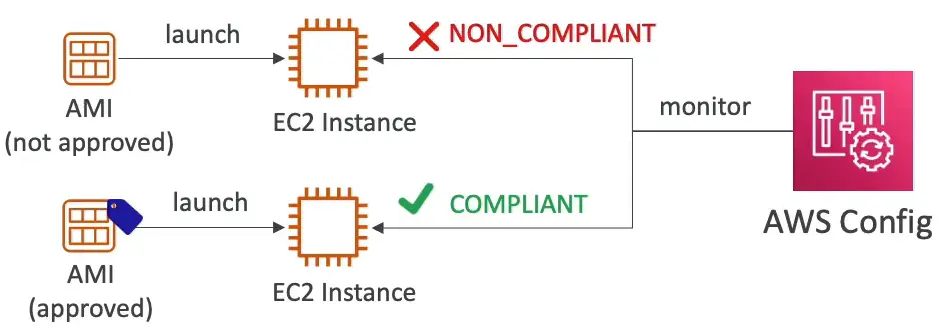 launch
NON_COMPLIANT
AMI
(not approved)
EC2 Instance
monitor
launch
COMPLIANT
AWS Config
AMI
(approved)
EC2 Instance